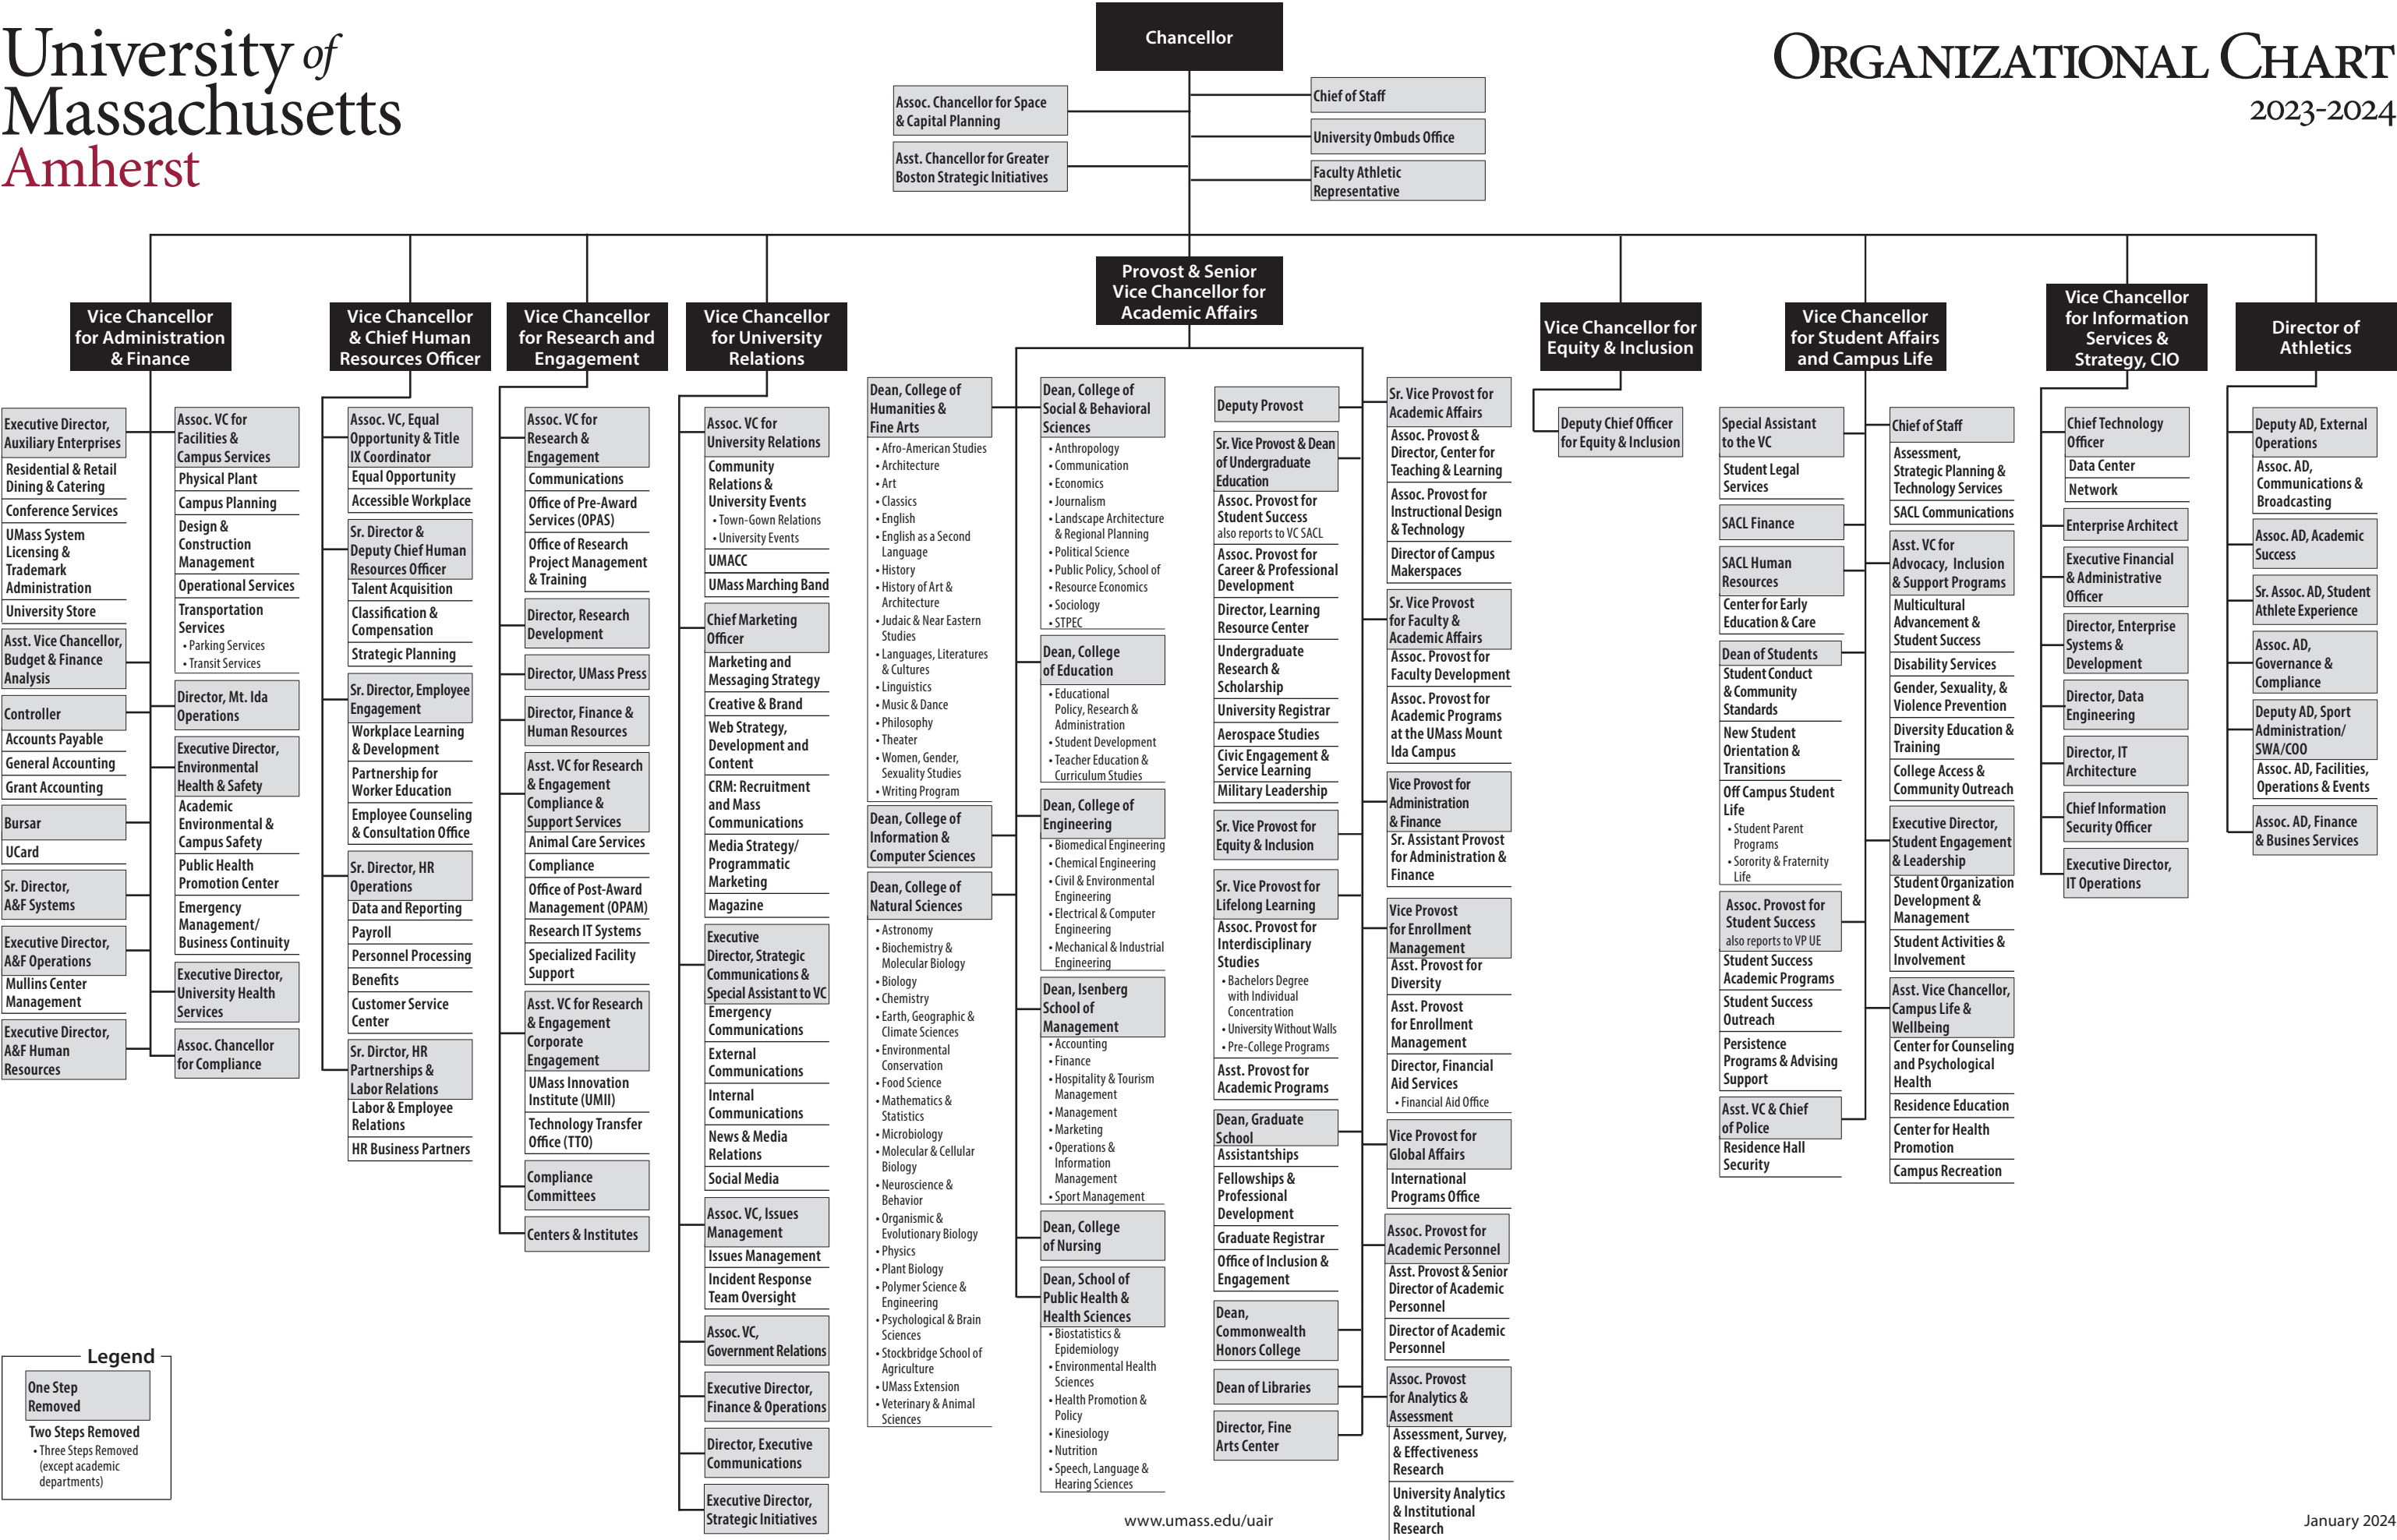 University of
Massachusetts
Amherst
ORGANIZATIONAL CHART
2023-2024
Chancellor
Assoc. Chancellor for Space
& Capital Planning
Asst. Chancellor for Greater
Boston Strategic Initiatives
Chief of Staff
University Ombuds Office
Faculty Athletic
Representative
Vice Chancellor
for Administration
& Finance
Executive Director,
Auxiliary Enterprises
Residential & Retail
Dining & Catering
Conference Services
UMass System
Licensing &
Trademark
Administration
University Store
Asst. Vice Chancellor,
Budget & Finance
Analysis
Controller
Accounts Payable
General Accounting
Grant Accounting
Bursar
UCard
Sr. Director,
A&F Systems
Executive Director,
A&F Operations
Mullins Center
Management
Executive Director,
A&F Human
Resources
Assoc. VC for
Facilities &
Campus Services
Physical Plant
Campus Planning
Design &
Construction
Management
Operational Services
Transportation
Services
• Parking Services
• Transit Services
Director, Mt. Ida
Operations
Executive Director,
Environmental
Health & Safety
Academic
Environmental &
Campus Safety
Public Health
Promotion Center
Emergency
Management/
Business Continuity
Executive Director,
University Health
Services
Assoc. Chancellor
for Compliance
Vice Chancellor
& Chief Human
Resources Officer
Assoc. VC, Equal
Opportunity & Title
IX Coordinator
Equal Opportunity
Accessible Workplace
Sr. Director &
Deputy Chief Human
Resources Officer
Talent Acquisition
Classification &
Compensation
Strategic Planning
Sr. Director, Employee
Engagement
Workplace Learning
& Development
Partnership for
Worker Education
Employee Counseling
& Consultation Office
Sr. Director, HR
Operations
Data and Reporting
Payroll
Personnel Processing
Benefits
Customer Service
Center
Sr. Dirctor, HR
Partnerships &
Labor Relations
Labor & Employee
Relations
HR Business Partners
Vice Chancellor
for Research and
Engagement
Assoc. VC for
Research &
Engagement
Communications
Office of Pre-Award
Services (OPAS)
Office of Research
Project Management
& Training
Director, Research
Development
Director, UMass Press
Director, Finance &
Human Resources
Asst. VC for Research
& Engagement
Compliance &
Support Services
Animal Care Services
Compliance
Office of Post-Award
Management (OPAM)
Research IT Systems
Specialized Facility
Support
Asst. VC for Research
& Engagement
Corporate
Engagement
UMass Innovation
Institute (UMII)
Technology Transfer
Office (TTO)
Compliance
Committees
Centers & Institutes
Vice Chancellor
for University
Relations
Assoc. VC for
University Relations
Community
Relations &
University Events
• Town-Gown Relations
• University Events
UMACC
UMass Marching Band
Chief Marketing
Officer
Marketing and
Messaging Strategy
Creative & Brand
Web Strategy,
Development and
Content
CRM: Recruitment
and Mass
Communications
Media Strategy/
Programmatic
Marketing
Magazine
Executive
Director, Strategic
Communications &
Special Assistant to VC
Emergency
Communications
External
Communications
Internal
Communications
News & Media
Relations
Social Media
Assoc. VC, Issues
Management
Issues Management
Incident Response
Team Oversight
Assoc. VC,
Government Relations
Executive Director,
Finance & Operations
Director, Executive
Communications
Executive Director,
Strategic Initiatives
Provost & Senior
Vice Chancellor for
Academic Affairs
Dean, College of
Humanities &
Fine Arts
• Afro-American Studies
• Architecture
• Art
• Classics
• English
• English as a Second
Language
• History
• History of Art &
Architecture
• Judaic & Near Eastern
Studies
• Languages, Literatures
& Cultures
• Linguistics
• Music & Dance
• Philosophy
• Theater
• Women, Gender,
Sexuality Studies
• Writing Program
Dean, College of
Information &
Computer Sciences
Dean, College of
Natural Sciences
• Astronomy
• Biochemistry &
Molecular Biology
• Biology
• Chemistry
• Earth, Geographic &
Climate Sciences
• Environmental
Conservation
• Food Science
• Mathematics &
Statistics
• Microbiology
• Molecular & Cellular
Biology
• Neuroscience &
Behavior
• Organismic &
Evolutionary Biology
• Physics
• Plant Biology
• Polymer Science &
Engineering
• Psychological & Brain
Sciences
• Stockbridge School of
Agriculture
• UMass Extension
• Veterinary & Animal
Sciences
Dean, College of
Social & Behavioral
Sciences
• Anthropology
• Communication
• Economics
• Journalism
• Landscape Architecture
& Regional Planning
• Political Science
• Public Policy, School of
• Resource Economics
• Sociology
• STPEC
Dean, College
of Education
• Educational
Policy, Research &
Administration
• Student Development
• Teacher Education &
Curriculum Studies
Dean, College of
Engineering
• Biomedical Engineering
• Chemical Engineering
• Civil & Environmental
Engineering
• Electrical & Computer
Engineering
• Mechanical & Industrial
Engineering
Dean, Isenberg
School of
Management
• Accounting
• Finance
• Hospitality & Tourism
Management
• Management
• Marketing
• Operations &
Information
Management
• Sport Management
Dean, College
of Nursing
Dean, School of
Public Health &
Health Sciences
• Biostatistics &
Epidemiology
• Environmental Health
Sciences
• Health Promotion &
Policy
• Kinesiology
• Nutrition
• Speech, Language &
Hearing Sciences
Deputy Provost
Sr. Vice Provost & Dean
of Undergraduate
Education
Assoc. Provost for
Student Success
also reports to VC SACL
Assoc. Provost for
Career & Professional
Development
Director, Learning
Resource Center
Undergraduate
Research &
Scholarship
University Registrar
Aerospace Studies
Civic Engagement &
Service Learning
Military Leadership
Sr. Vice Provost for
Equity & Inclusion
Sr. Vice Provost for
Lifelong Learning
Assoc. Provost for
Interdisciplinary
Studies
• Bachelors Degree
with Individual
Concentration
• University Without Walls
• Pre-College Programs
Asst. Provost for
Academic Programs
Dean, Graduate
School
Assistantships
Fellowships &
Professional
Development
Graduate Registrar
Office of Inclusion &
Engagement
Dean,
Commonwealth
Honors College
Dean of Libraries
Director, Fine
Arts Center
Sr. Vice Provost for
Academic Affairs
Assoc. Provost &
Director, Center for
Teaching & Learning
Assoc. Provost for
Instructional Design
& Technology
Director of Campus
Makerspaces
Sr. Vice Provost
for Faculty &
Academic Affairs
Assoc. Provost for
Faculty Development
Assoc. Provost for
Academic Programs
at the UMass Mount
Ida Campus
Vice Provost for
Administration
& Finance
Sr. Assistant Provost
for Administration &
Finance
Vice Provost
for Enrollment
Management
Asst. Provost for
Diversity
Asst. Provost
for Enrollment
Management
Director, Financial
Aid Services
• Financial Aid Office
Vice Provost for
Global Affairs
International
Programs Office
Assoc. Provost for
Academic Personnel
Asst. Provost & Senior
Director of Academic
Personnel
Director of Academic
Personnel
Assoc. Provost
for Analytics &
Assessment
Assessment, Survey,
& Effectiveness
Research
University Analytics
& Institutional
Research
Vice Chancellor for
Equity & Inclusion
Deputy Chief Officer
for Equity & Inclusion
Vice Chancellor
for Student Affairs
and Campus Life
Special Assistant
to the VC
Student Legal
Services
SACL Finance
SACL Human
Resources
Center for Early
Education & Care
Dean of Students
Student Conduct
& Community
Standards
New Student
Orientation &
Transitions
Off Campus Student
Life
• Student Parent
Programs
• Sorority & Fraternity
Life
Assoc. Provost for
Student Success
also reports to VP UE
Student Success
Academic Programs
Student Success
Outreach
Persistence
Programs & Advising
Support
Asst. VC & Chief
of Police
Residence Hall
Security
Chief of Staff
Assessment,
Strategic Planning &
Technology Services
SACL Communications
Asst. VC for
Advocacy, Inclusion
& Support Programs
Multicultural
Advancement &
Student Success
Disability Services
Gender, Sexuality, &
Violence Prevention
Diversity Education &
Training
College Access &
Community Outreach
Executive Director,
Student Engagement
& Leadership
Student Organization
Development &
Management
Student Activities &
Involvement
Asst. Vice Chancellor,
Campus Life &
Wellbeing
Center for Counseling
and Psychological
Health
Residence Education
Center for Health
Promotion
Campus Recreation
Vice Chancellor
for Information
Services &
Strategy, CIO
Chief Technology
Officer
Data Center
Network
Enterprise Architect
Executive Financial
& Administrative
Officer
Director, Enterprise
Systems &
Development
Director, Data
Engineering
Director, IT
Architecture
Chief Information
Security Officer
Executive Director,
IT Operations
Director of
Athletics
Deputy AD, External
Operations
Assoc. AD,
Communications &
Broadcasting
Assoc. AD, Academic
Success
Sr. Assoc. AD, Student
Athlete Experience
Assoc. AD,
Governance &
Compliance
Deputy AD, Sport
Administration/
SWA/COO
Assoc. AD, Facilities,
Operations & Events
Assoc. AD, Finance
& Busines Services
Legend
One Step
Removed
Two Steps Removed
• Three Steps Removed
(except academic
departments)
www.umass.edu/uair
January 2024